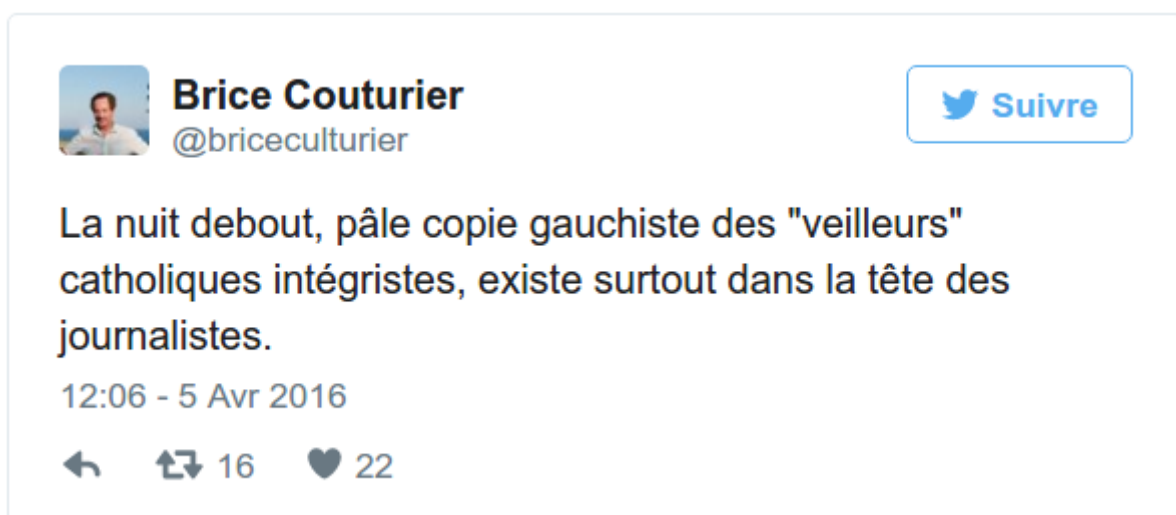 Brice Couturier
@briceculturier
Suivre
La nuit debout, pâle copie gauchiste des "veilleurs"
catholiques intégristes, existe surtout dans la tête des
journalistes.
12:06 - 5 Avr 2016
16 22